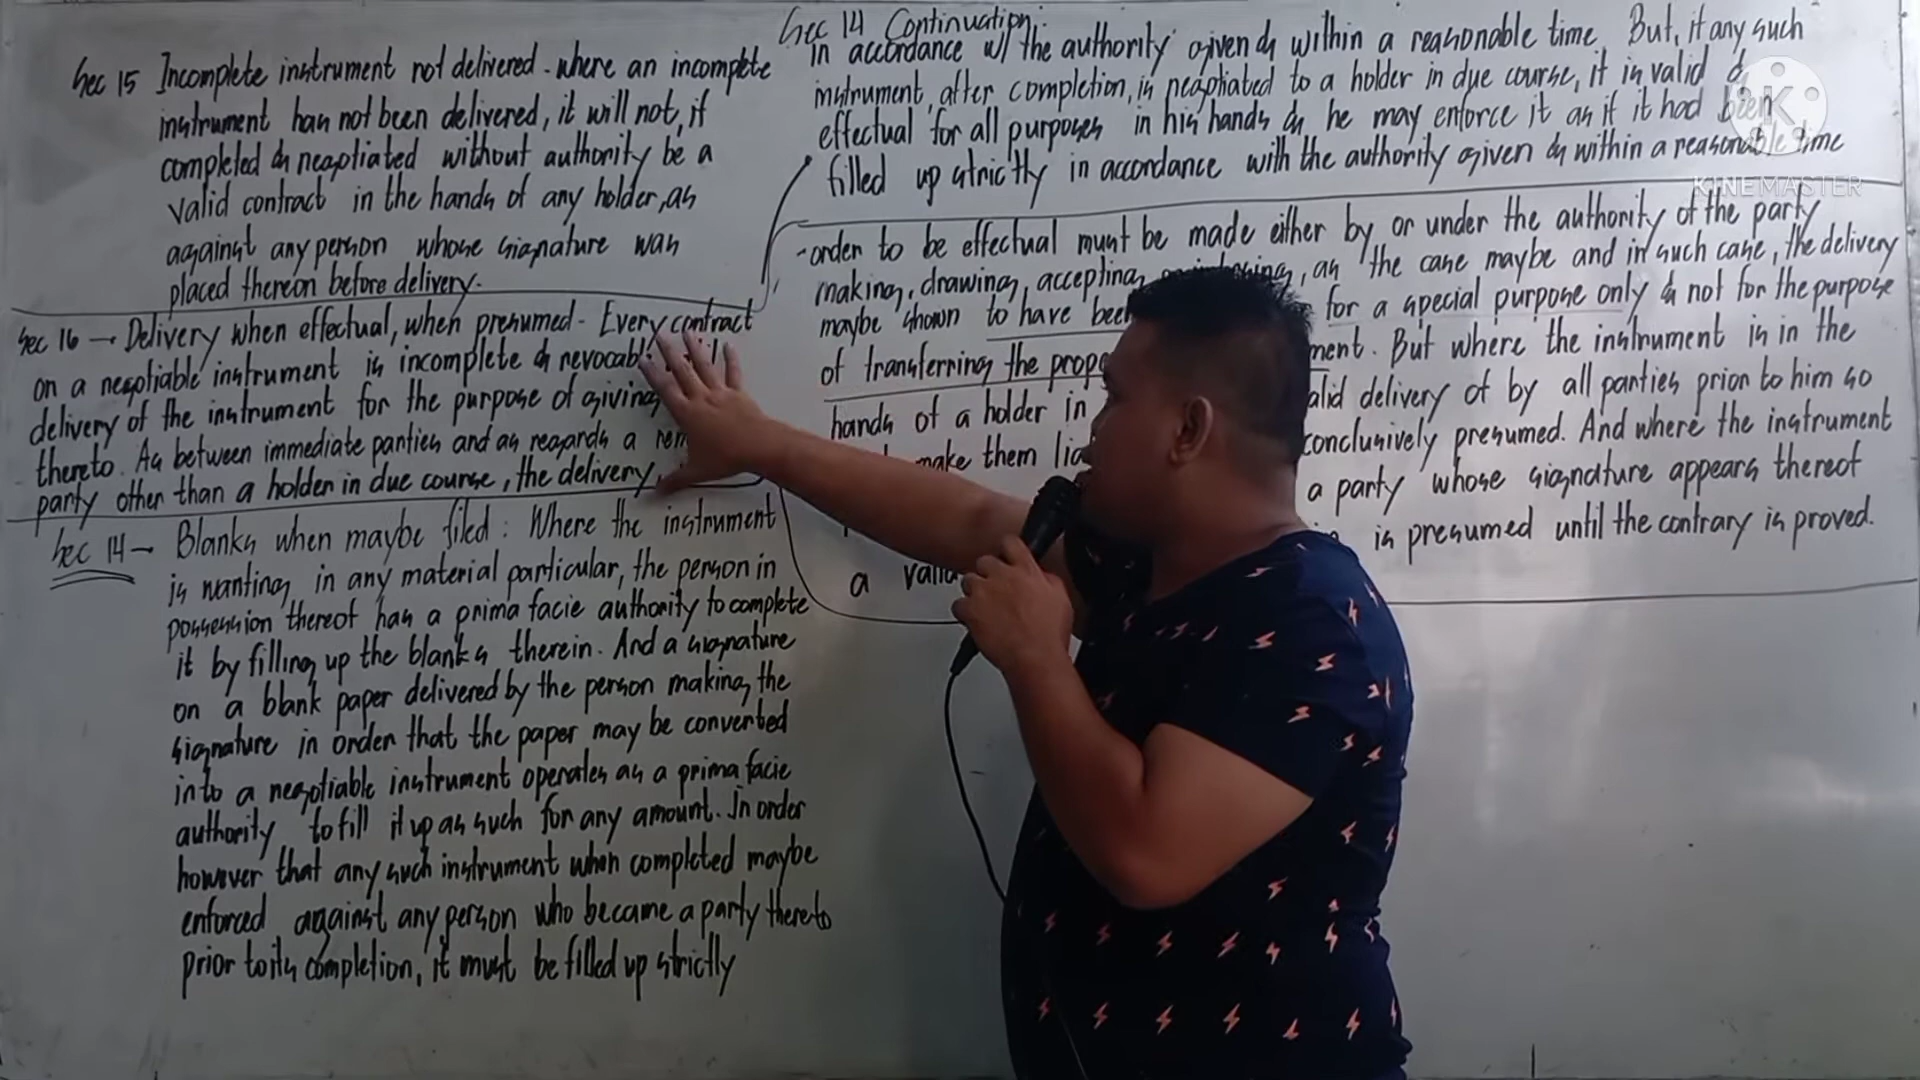 Sec 15 Incomplete instrument not delivered - where an incomplete
instrument has not been delivered, it will not, if
completed & negotiated without authority be a
valid contract in the hands of any holder, as
against any person whose signature was
placed thereon before delivery.
Sec 16 → Delivery when effectual, when presumed - Every contract
on a negotiable instrument is incomplete & revocable
delivery of the instrument for the purpose of giving
thereto. As between immediate parties and as regards a
party other than a holder in due course, the delivery
Sec 14 - Blanks when maybe filed : Where the instrument
is wanting in any material particular, the person in
possession thereof has a prima facie authority to complete
it by filling up the blanks therein. And a signature
on a blank paper delivered by the person making the
signature in order that the paper may be converted
into a negotiable instrument operates as a prima facie
authority to fill it up as such for any amount. In order
however that any such instrument when completed maybe
enforced against any person who became a party thereto
prior to its completion, it must be filled up strictly
Sec 14 Continuation:
in accordance w/ the authority given & within a reasonable time. But, if any such
instrument, after completion, is negotiated to a holder in due course, it is valid &
effectual for all purposes in his hands & he may enforce it as if it had been
filled up strictly in accordance with the authority given & within a reasonable time
KINEMASTER
-order to be effectual must be made either by or under the authority of the party
making, drawing, accepting as the case maybe and in such case, the delivery
maybe shown to have been for a special purpose only & not for the purpose
of transferring the But where the instrument is in the
hands of a holder in valid delivery of by all parties prior to him so
make them conclusively presumed. And where the instrument
a party whose signature appears thereof
a is presumed until the contrary is proved.